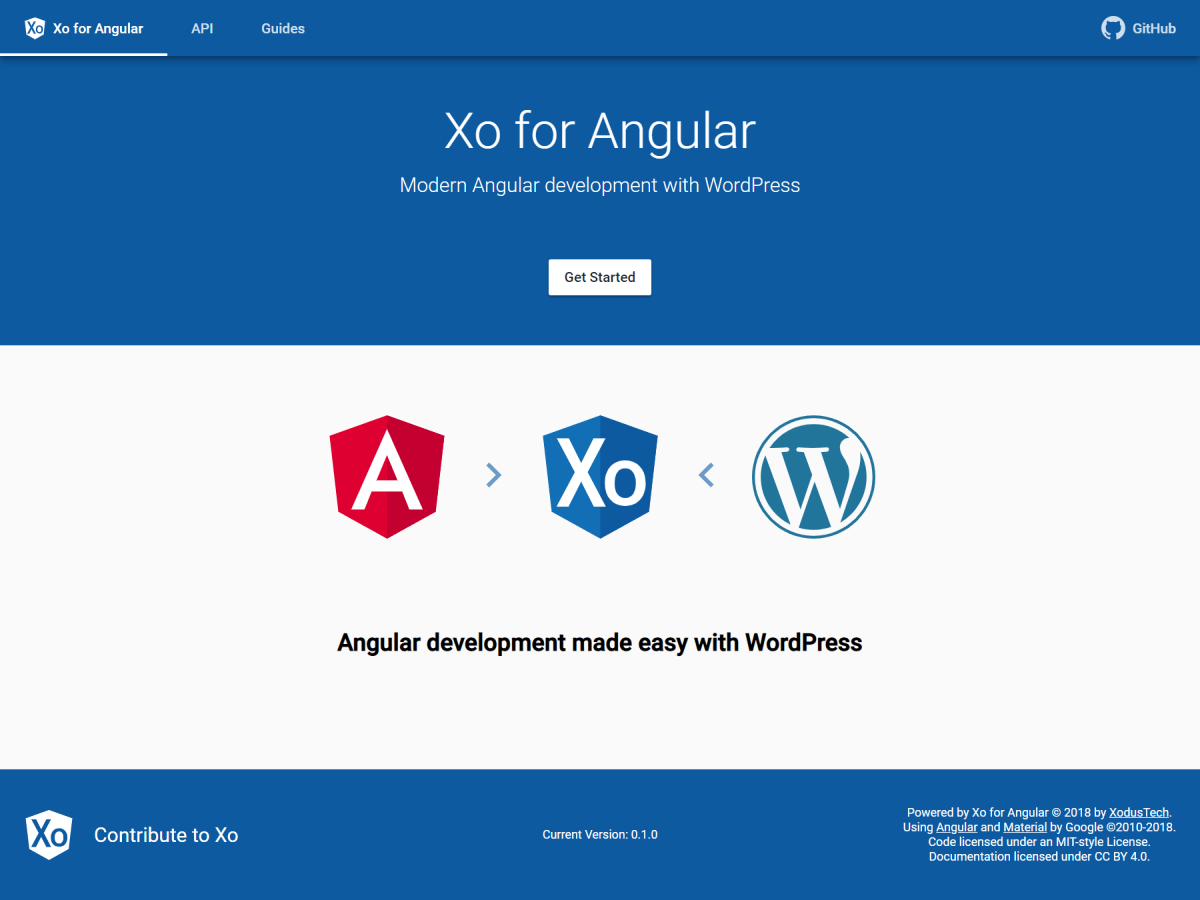 Xo Xo for Angular API Guides GitHub
Xo for Angular
Modern Angular development with WordPress
Get Started
A Xo W
Angular development made easy with WordPress
Xo Contribute to Xo
Current Version: 0.1.0
Powered by Xo for Angular © 2018 by XodusTech.
Using Angular and Material by Google ©2010-2018.
Code licensed under an MIT-style License.
Documentation licensed under CC BY 4.0.